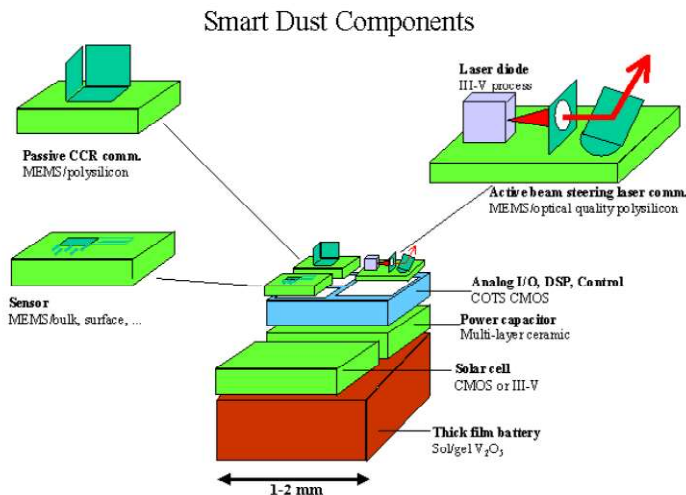 Smart Dust Components
Laser diode
III-V process
Passive CCR comm.
MEMS/polysilicon
Active beam steering laser comm.
MEMS/optical quality polysilicon
Sensor
MEMS/bulk, surface, ...
Analog I/O, DSP, Control
COTS CMOS
Power capacitor
Multi-layer ceramic
Solar cell
CMOS or III-V
Thick film battery
Sol/gel V₂O₅
1-2 mm